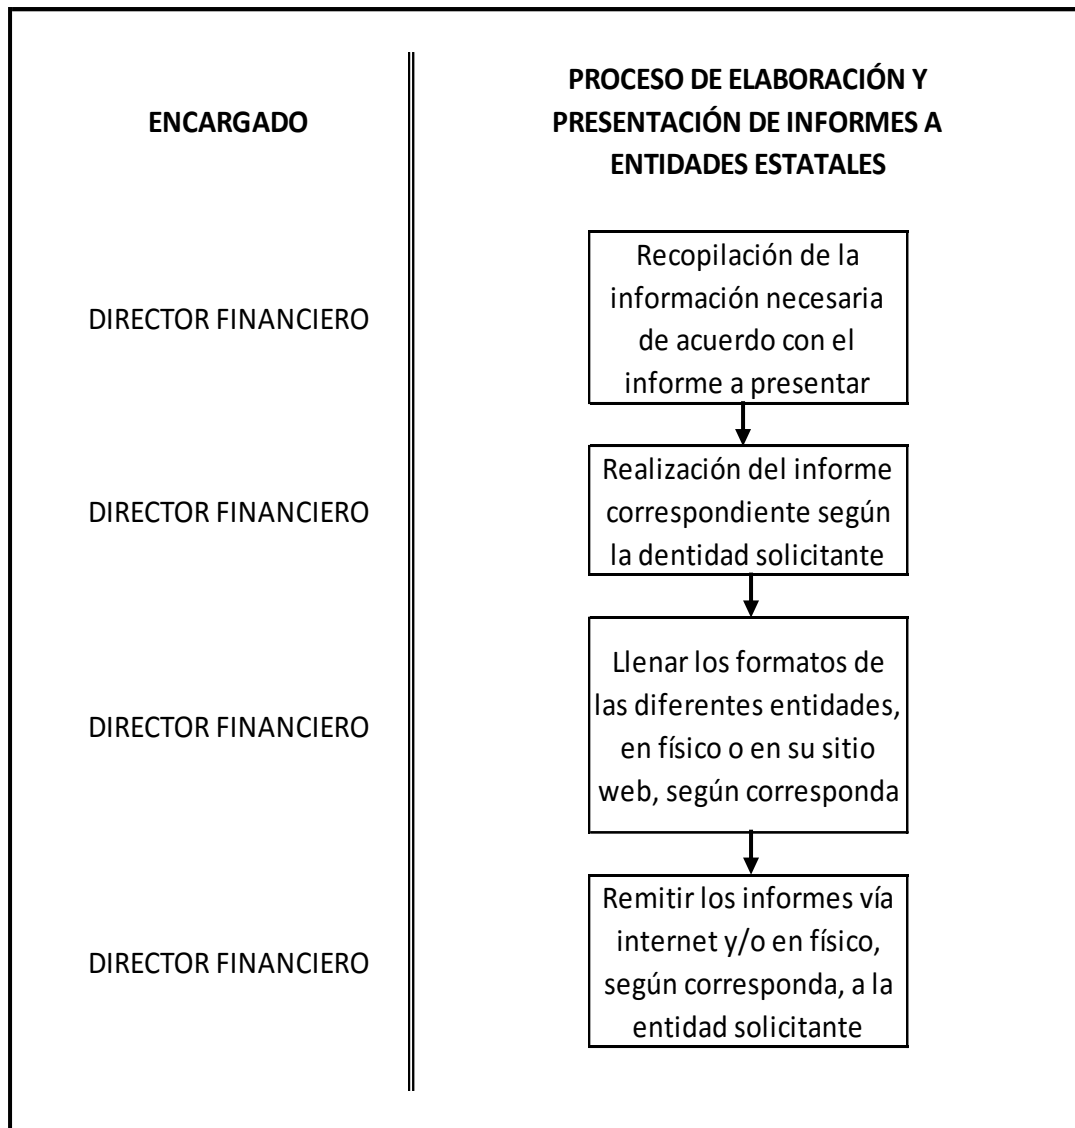 ENCARGADO
PROCESO DE ELABORACIÓN Y
PRESENTACIÓN DE INFORMES A
ENTIDADES ESTATALES
DIRECTOR FINANCIERO
Recopilación de la
información necesaria
de acuerdo con el
informe a presentar
DIRECTOR FINANCIERO
Realización del informe
correspondiente según
la dentidad solicitante
DIRECTOR FINANCIERO
Llenar los formatos de
las diferentes entidades,
en físico o en su sitio
web, según corresponda
DIRECTOR FINANCIERO
Remitir los informes vía
internet y/o en físico,
según corresponda, a la
entidad solicitante